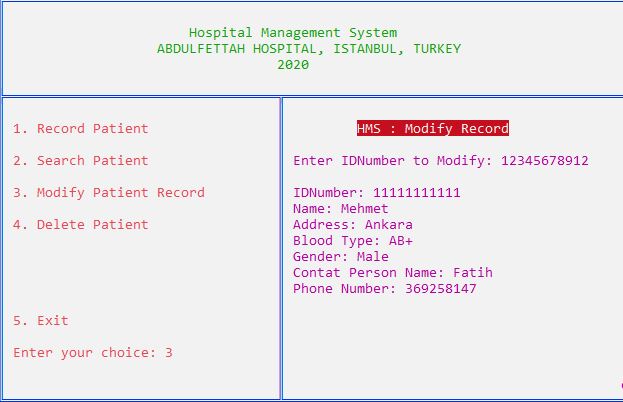 Hospital Management System
ABDULFETTAH HOSPITAL, ISTANBUL, TURKEY
2020
1. Record Patient
2. Search Patient
3. Modify Patient Record
4. Delete Patient
5. Exit
Enter your choice: 3
HMS : Modify Record
Enter IDNumber to Modify: 12345678912
IDNumber: 11111111111
Name: Mehmet
Address: Ankara
Blood Type: AB+
Gender: Male
Contat Person Name: Fatih
Phone Number: 369258147